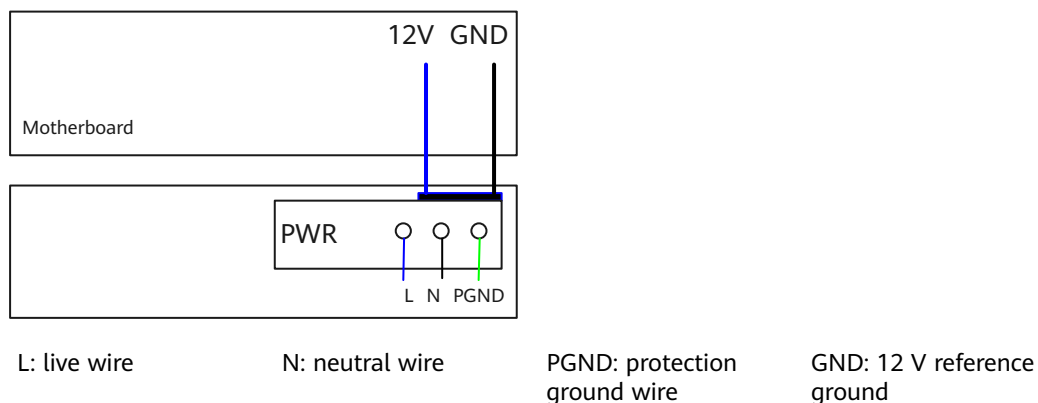 12V GND
Motherboard
PWR
L N PGND
L: live wire
N: neutral wire
PGND: protection
ground wire
GND: 12 V reference
ground